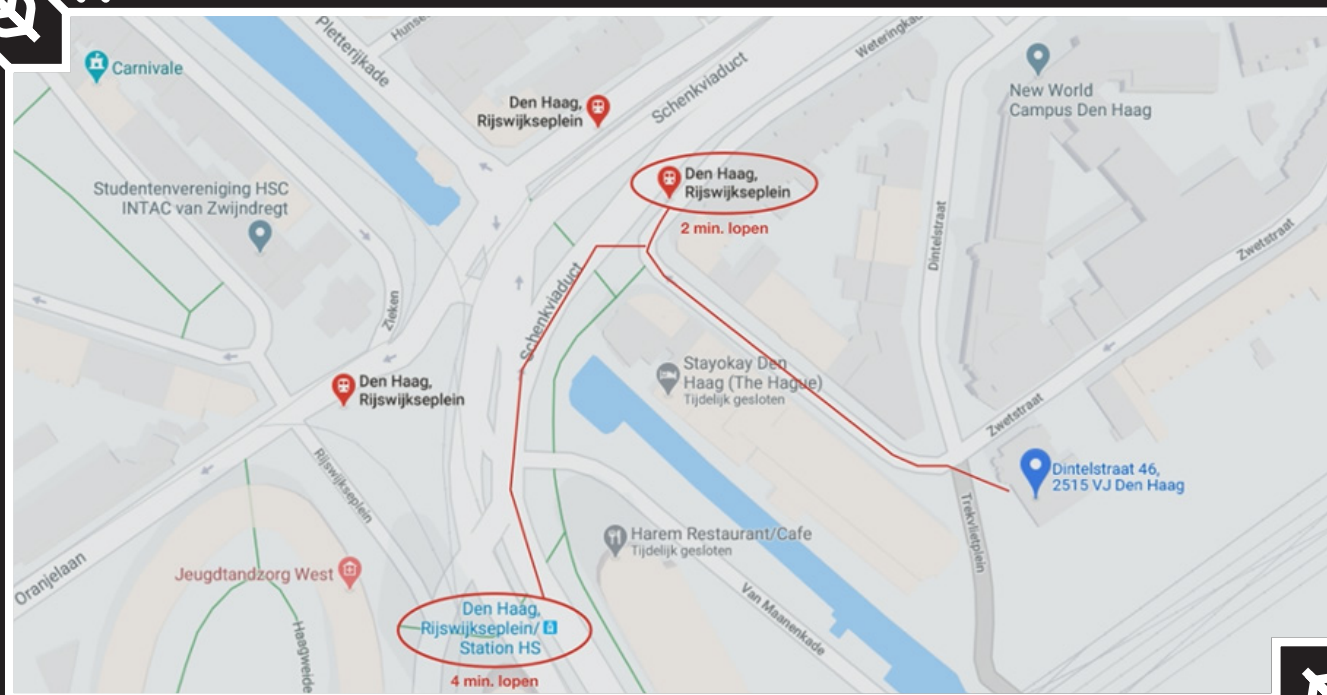 Pletterijkade
Carnivale
Den Haag,
Rijswijkseplein
Schenkviaduct
New World
Campus Den Haag
Den Haag,
Rijswijkseplein
2 min. lopen
Studentenvereniging HSC
INTAC van Zwijndregt
Dintelstraat
Zwetstraat
Zieken
Schenkviaduct
Stayokay Den
Haag (The Hague)
Tijdelijk gesloten
Den Haag,
Rijswijkseplein
Zwetstraat
Dintelstraat 46,
2515 VJ Den Haag
Rijswijkseplein
Trekvlietplein
Harem Restaurant/Cafe
Tijdelijk gesloten
Oranjelaan
Jeugdtandzorg West
Van Maanenkade
Den Haag,
Rijswijkseplein/
Station HS
Haagweide
4 min. lopen